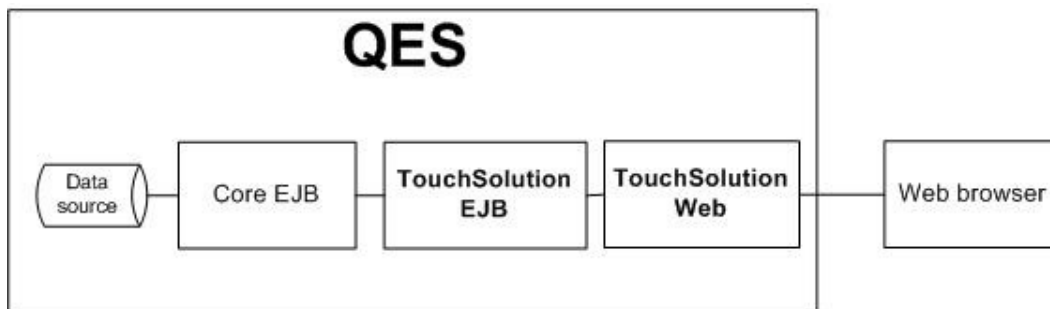 QES
Data
source
Core EJB
TouchSolution
EJB
TouchSolution
Web
Web browser